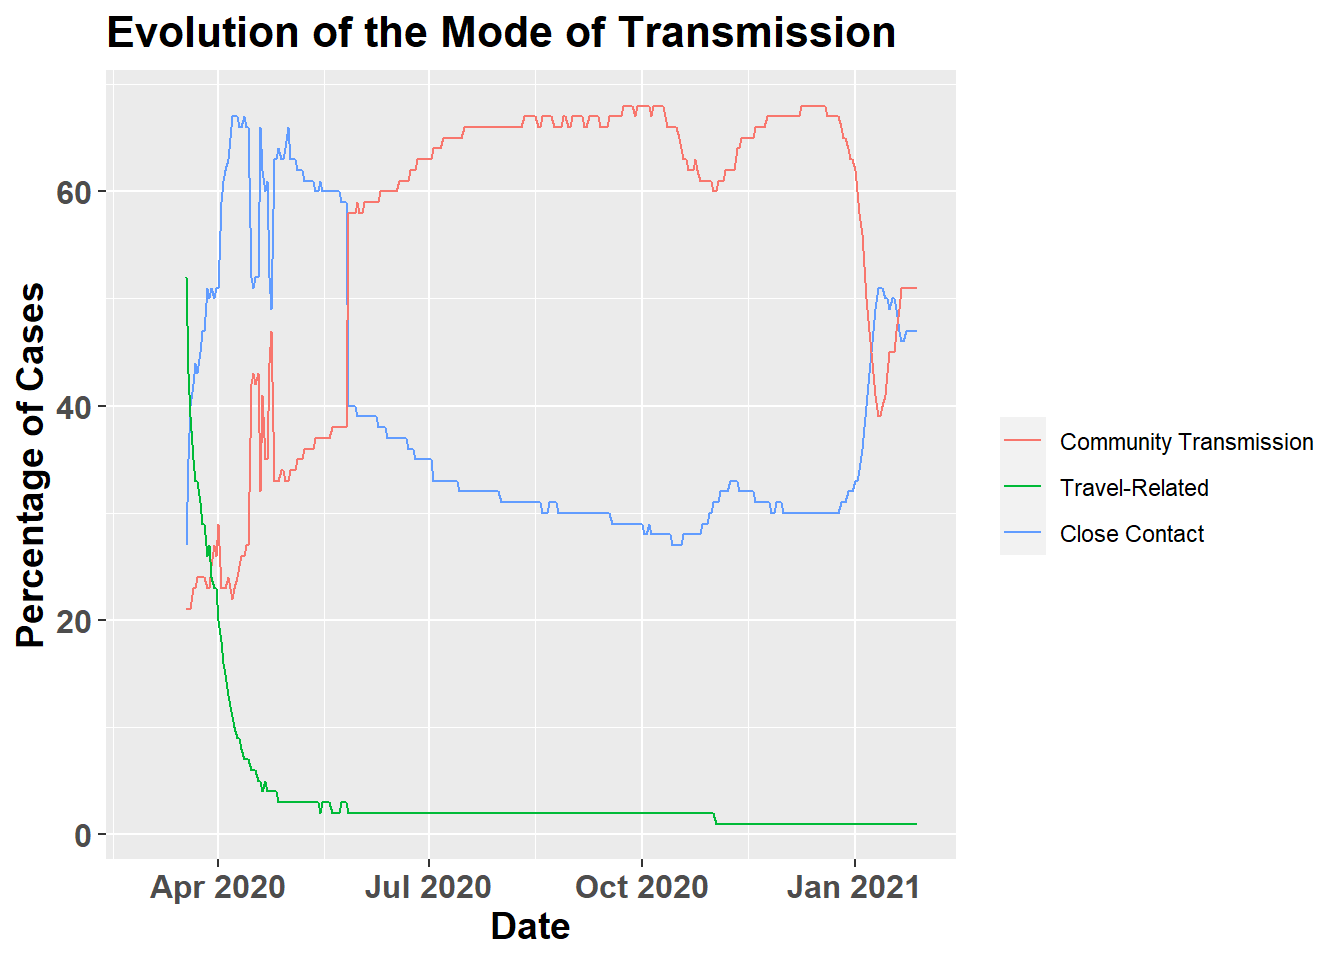 Evolution of the Mode of Transmission
Percentage of Cases
60
40
20
0
Apr 2020
Jul 2020
Oct 2020
Jan 2021
Date
Community Transmission
Travel-Related
Close Contact